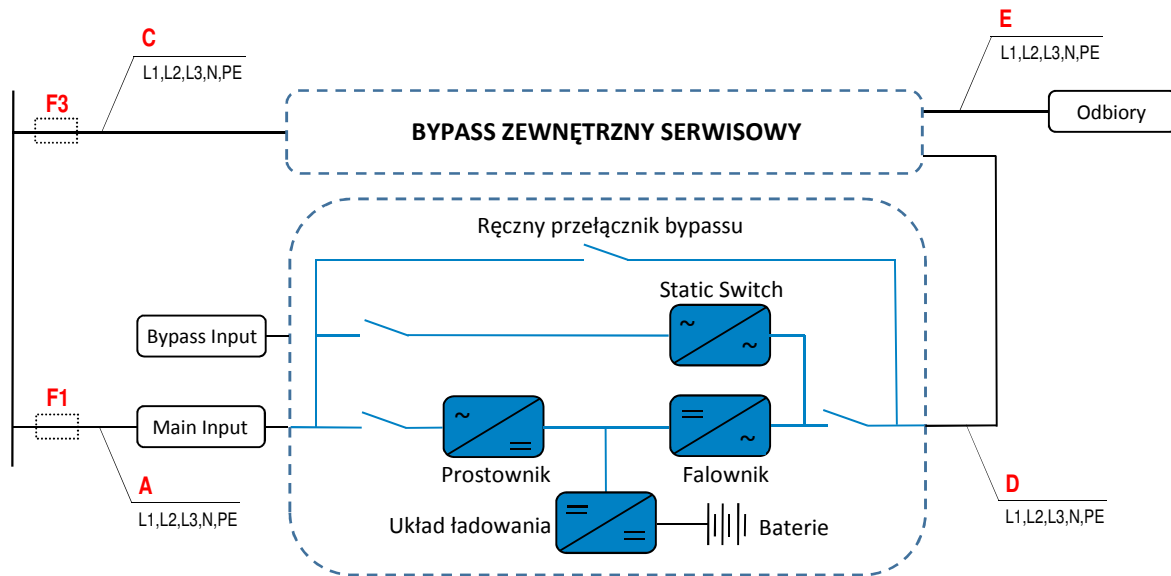 C
L1,L2,L3,N,PE
E
L1,L2,L3,N,PE
F3
BYPASS ZEWNĘTRZNY SERWISOWY
Odbiory
Ręczny przełącznik bypassu
Static Switch
~
~
Bypass Input
F1
Main Input
~
~
Prostownik
Falownik
A
L1,L2,L3,N,PE
D
L1,L2,L3,N,PE
Układ ładowania
Baterie